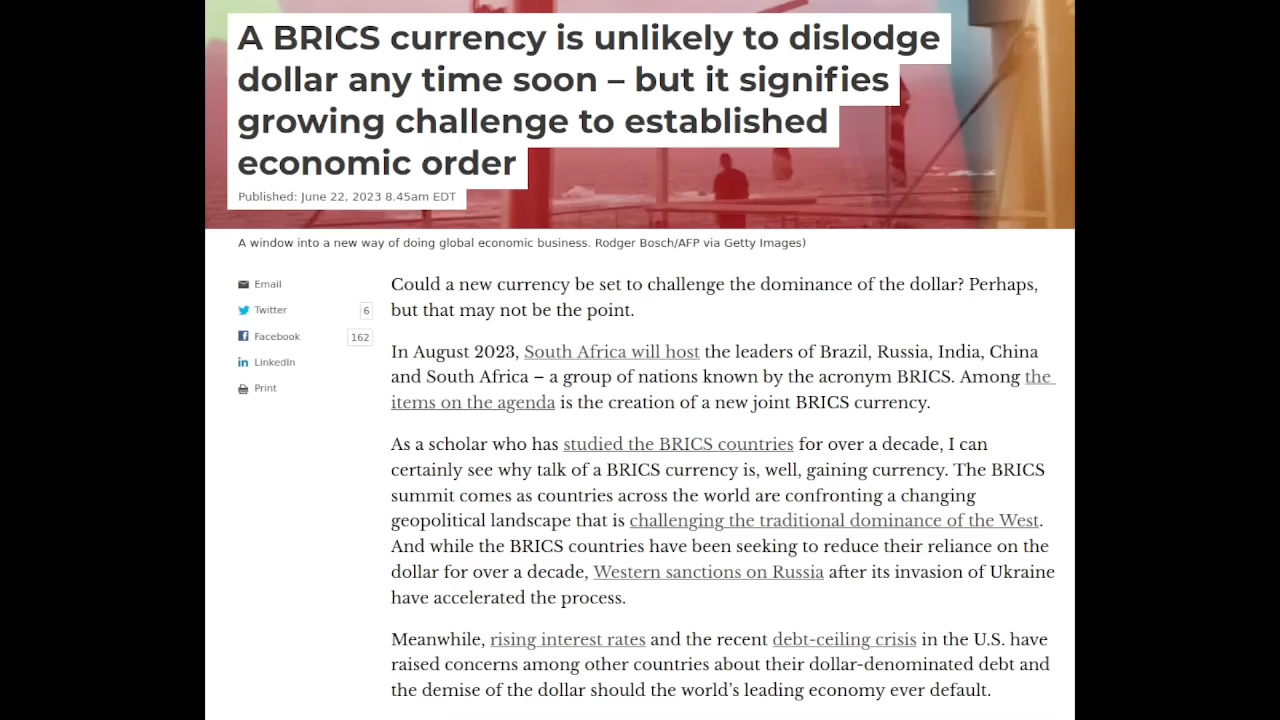 A BRICS currency is unlikely to dislodge
dollar any time soon – but it signifies
growing challenge to established
economic order
Published: June 22, 2023 8.45am EDT
A window into a new way of doing global economic business. Rodger Bosch/AFP via Getty Images)
Email
Twitter 6
Facebook 162
LinkedIn
Print
Could a new currency be set to challenge the dominance of the dollar? Perhaps,
but that may not be the point.
In August 2023, South Africa will host the leaders of Brazil, Russia, India, China
and South Africa – a group of nations known by the acronym BRICS. Among the
items on the agenda is the creation of a new joint BRICS currency.
As a scholar who has studied the BRICS countries for over a decade, I can
certainly see why talk of a BRICS currency is, well, gaining currency. The BRICS
summit comes as countries across the world are confronting a changing
geopolitical landscape that is challenging the traditional dominance of the West.
And while the BRICS countries have been seeking to reduce their reliance on the
dollar for over a decade, Western sanctions on Russia after its invasion of Ukraine
have accelerated the process.
Meanwhile, rising interest rates and the recent debt-ceiling crisis in the U.S. have
raised concerns among other countries about their dollar-denominated debt and
the demise of the dollar should the world’s leading economy ever default.